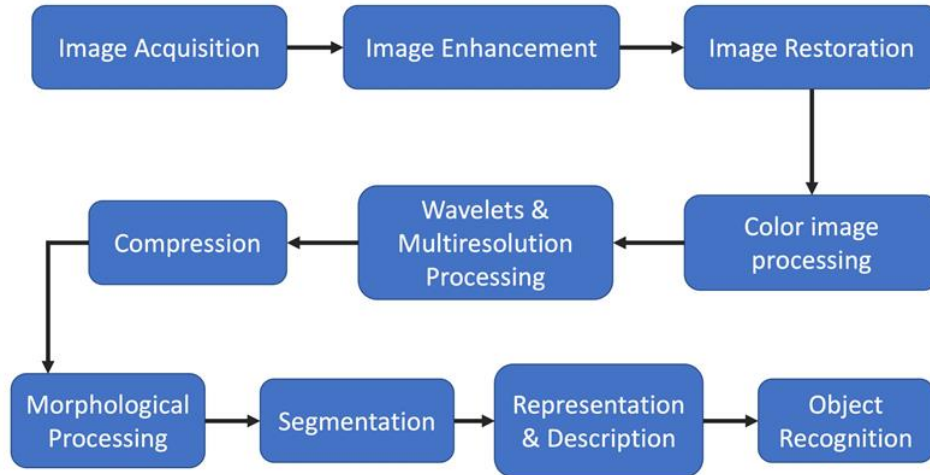 Image Acquisition
Image Enhancement
Image Restoration
Color image
processing
Wavelets &
Multiresolution
Processing
Compression
Morphological
Processing
Segmentation
Representation
& Description
Object
Recognition